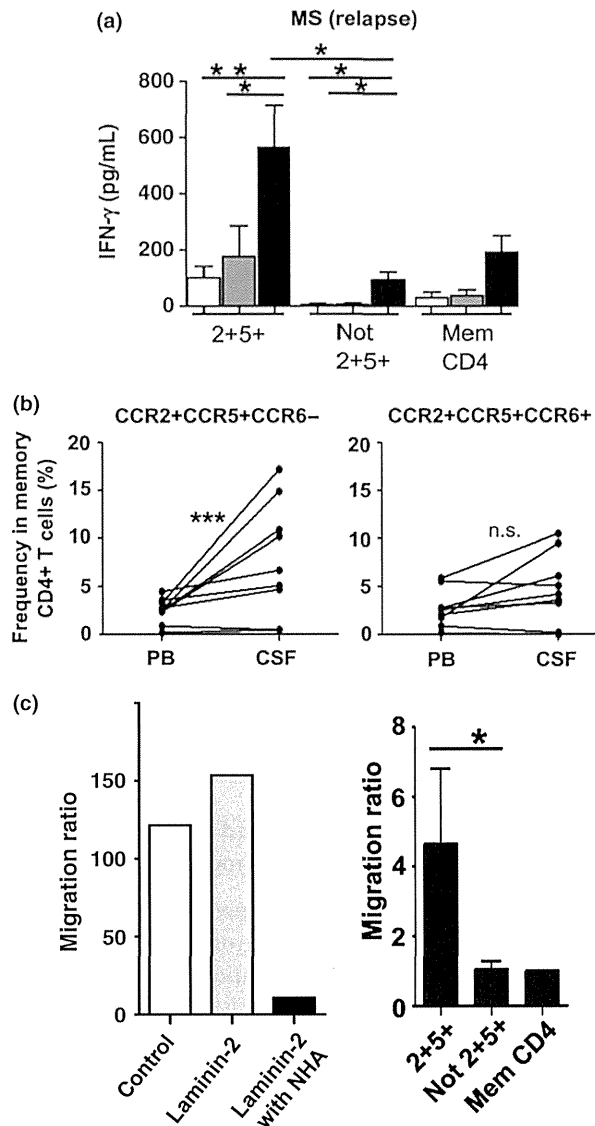 (a)
MS (relapse)
*
* *
*
*
*
IFN-γ (pg/mL)
800
600
400
200
0
2+5+
Not
2+5+
Mem
CD4
(b)
CCR2+CCR5+CCR6–
CCR2+CCR5+CCR6+
Frequency in memory
CD4+ T cells (%)
20
15
10
5
0
***
PB
CSF
20
15
10
5
0
n.s.
PB
CSF
(c)
Migration ratio
150
100
50
0
Control
Laminin-2
Laminin-2
with NHA
Migration ratio
8
6
4
2
0
*
2+5+
Not 2+5+
Mem CD4